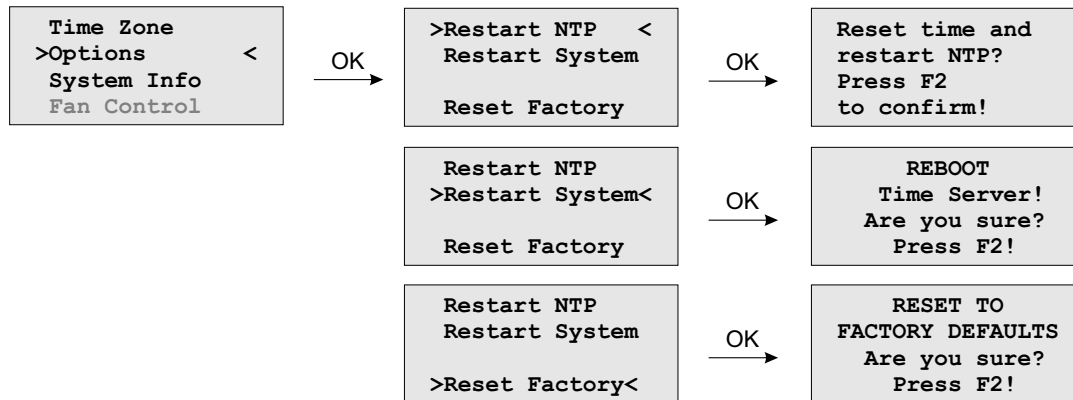 Time Zone
>Options <
System Info
Fan Control
OK
>Restart NTP <
Restart System
Reset Factory
OK
Reset time and
restart NTP?
Press F2
to confirm!
Restart NTP
>Restart System<
Reset Factory
OK
REBOOT
Time Server!
Are you sure?
Press F2!
Restart NTP
Restart System
>Reset Factory<
OK
RESET TO
FACTORY DEFAULTS
Are you sure?
Press F2!